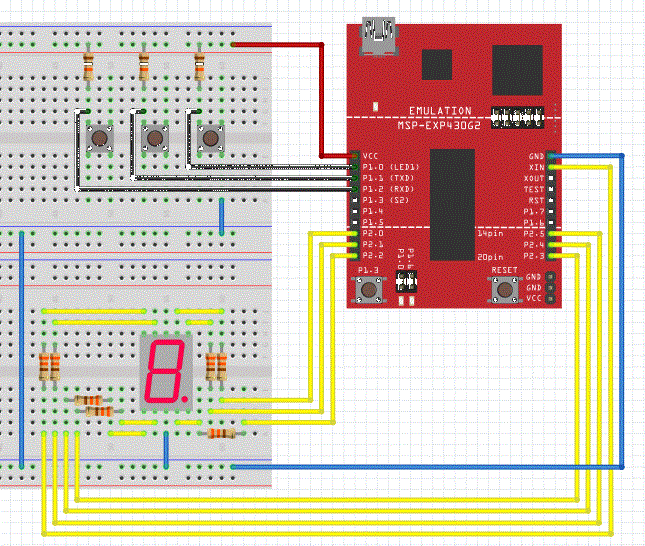 EMULATION
MSP-EXP430G2
VCC
P1.0 (LED1)
P1.1 (TXD)
P1.2 (RXD)
P1.3 (S2)
P1.4
P1.5
P2.0
P2.1
P2.2
GND
XIN
XOUT
TEST
RST
P1.7
P1.6
P2.5
P2.4
P2.3
14pin
20pin
P1.3
P1.0
P1.6
RESET
GND
GND
VCC